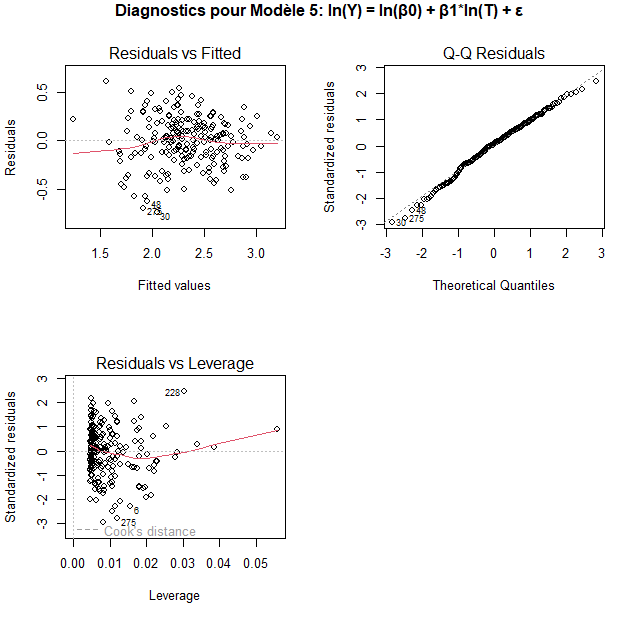 Diagnostics pour Modèle 5: ln(Y) = ln(β0) + β1*ln(T) + ε
Residuals vs Fitted
Residuals
0.5
0.0
-0.5
48
275
30
1.5 2.0 2.5 3.0
Fitted values
Q-Q Residuals
Standardized residuals
3
2
1
0
-1
-2
-3
48
30 275
-3 -2 -1 0 1 2 3
Theoretical Quantiles
Residuals vs Leverage
Standardized residuals
3
2
1
0
-1
-2
-3
228
6
275
Cook's distance
0.00 0.01 0.02 0.03 0.04 0.05
Leverage